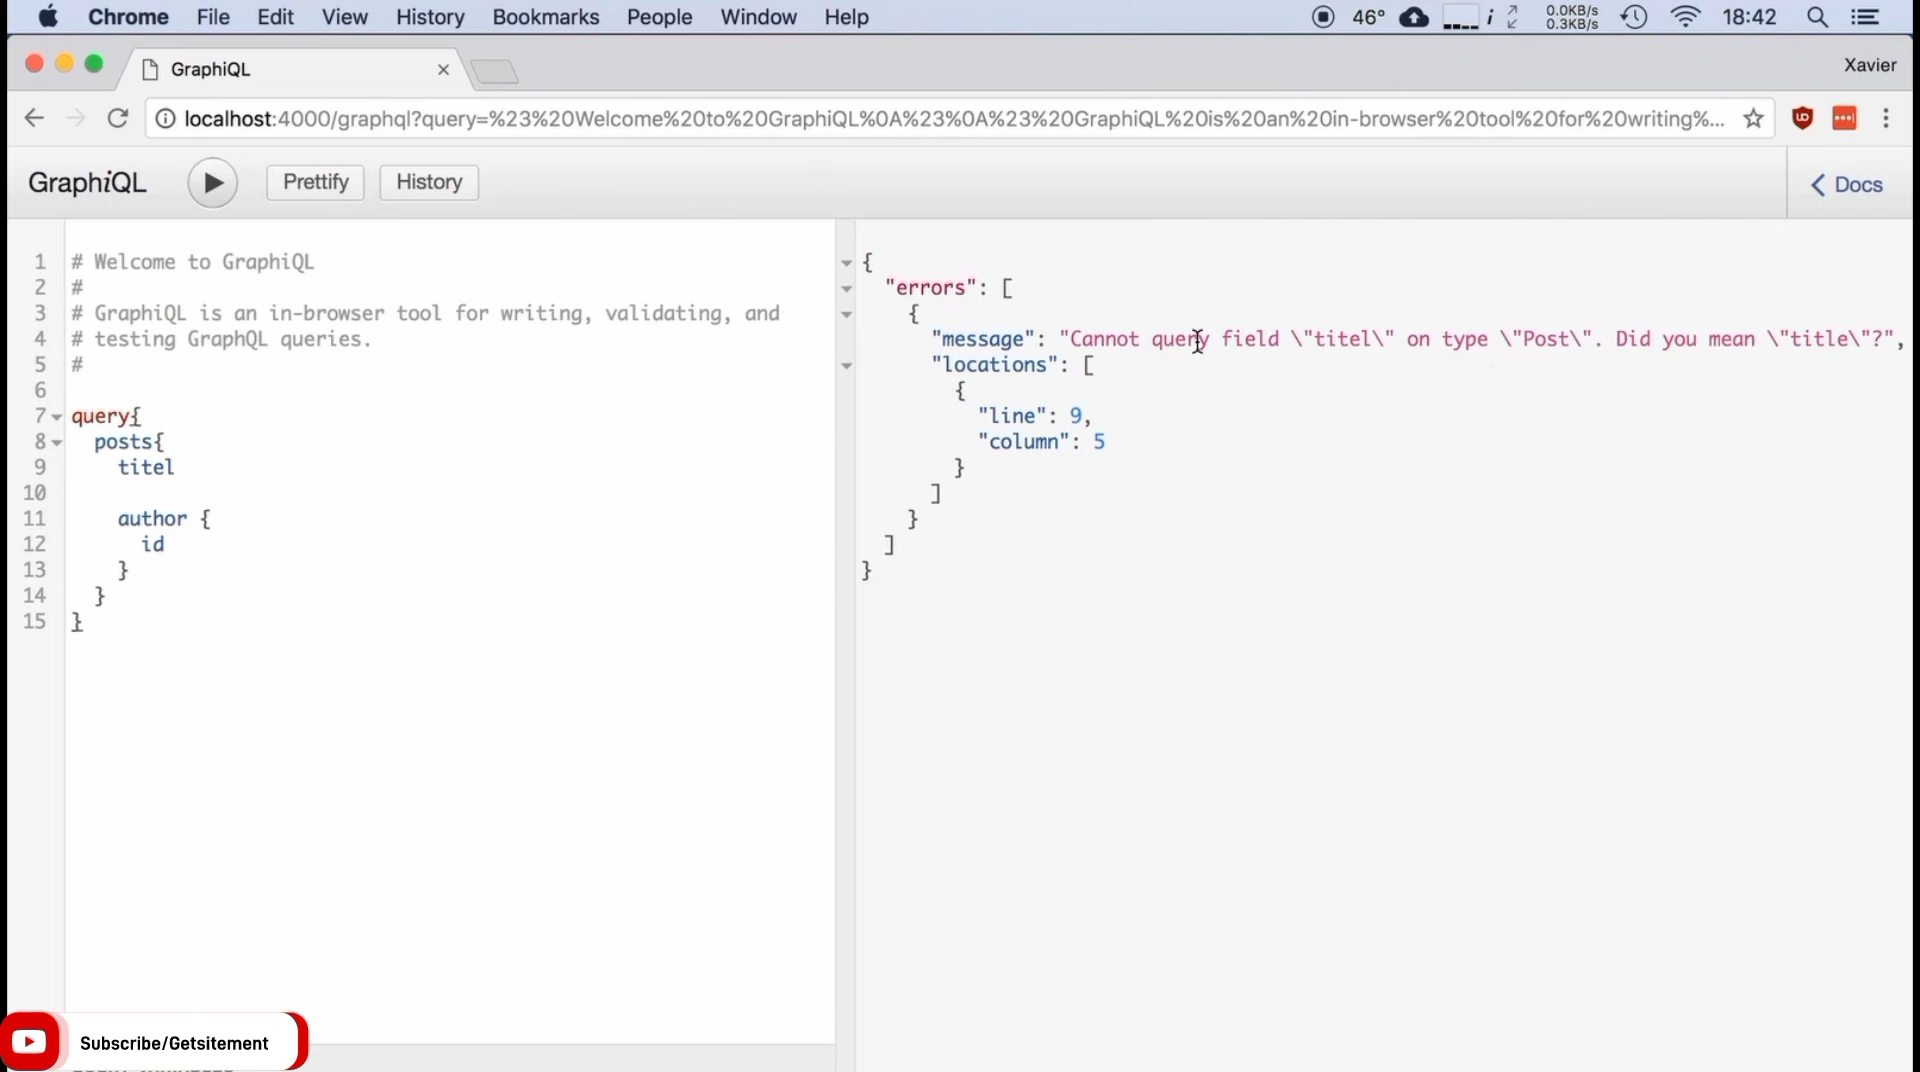 Chrome File Edit View History Bookmarks People Window Help 46° i 0.0KB/s 0.3KB/s 18:42
GraphiQL Xavier
localhost:4000/graphql?query=%23%20Welcome%20to%20GraphiQL%0A%23%0A%23%20GraphiQL%20is%20an%20in-browser%20tool%20for%20writing%...
GraphiQL Prettify History Docs
1 # Welcome to GraphiQL
2 #
3 # GraphiQL is an in-browser tool for writing, validating, and
4 # testing GraphQL queries.
5 #
6
7 query{
8 posts{
9 titel
10
11 author {
12 id
13 }
14 }
15 }
{
"errors": [
{
"message": "Cannot query field \"titel\" on type \"Post\". Did you mean \"title\"?",
"locations": [
{
"line": 9,
"column": 5
}
]
}
]
}
Subscribe/Getsitement